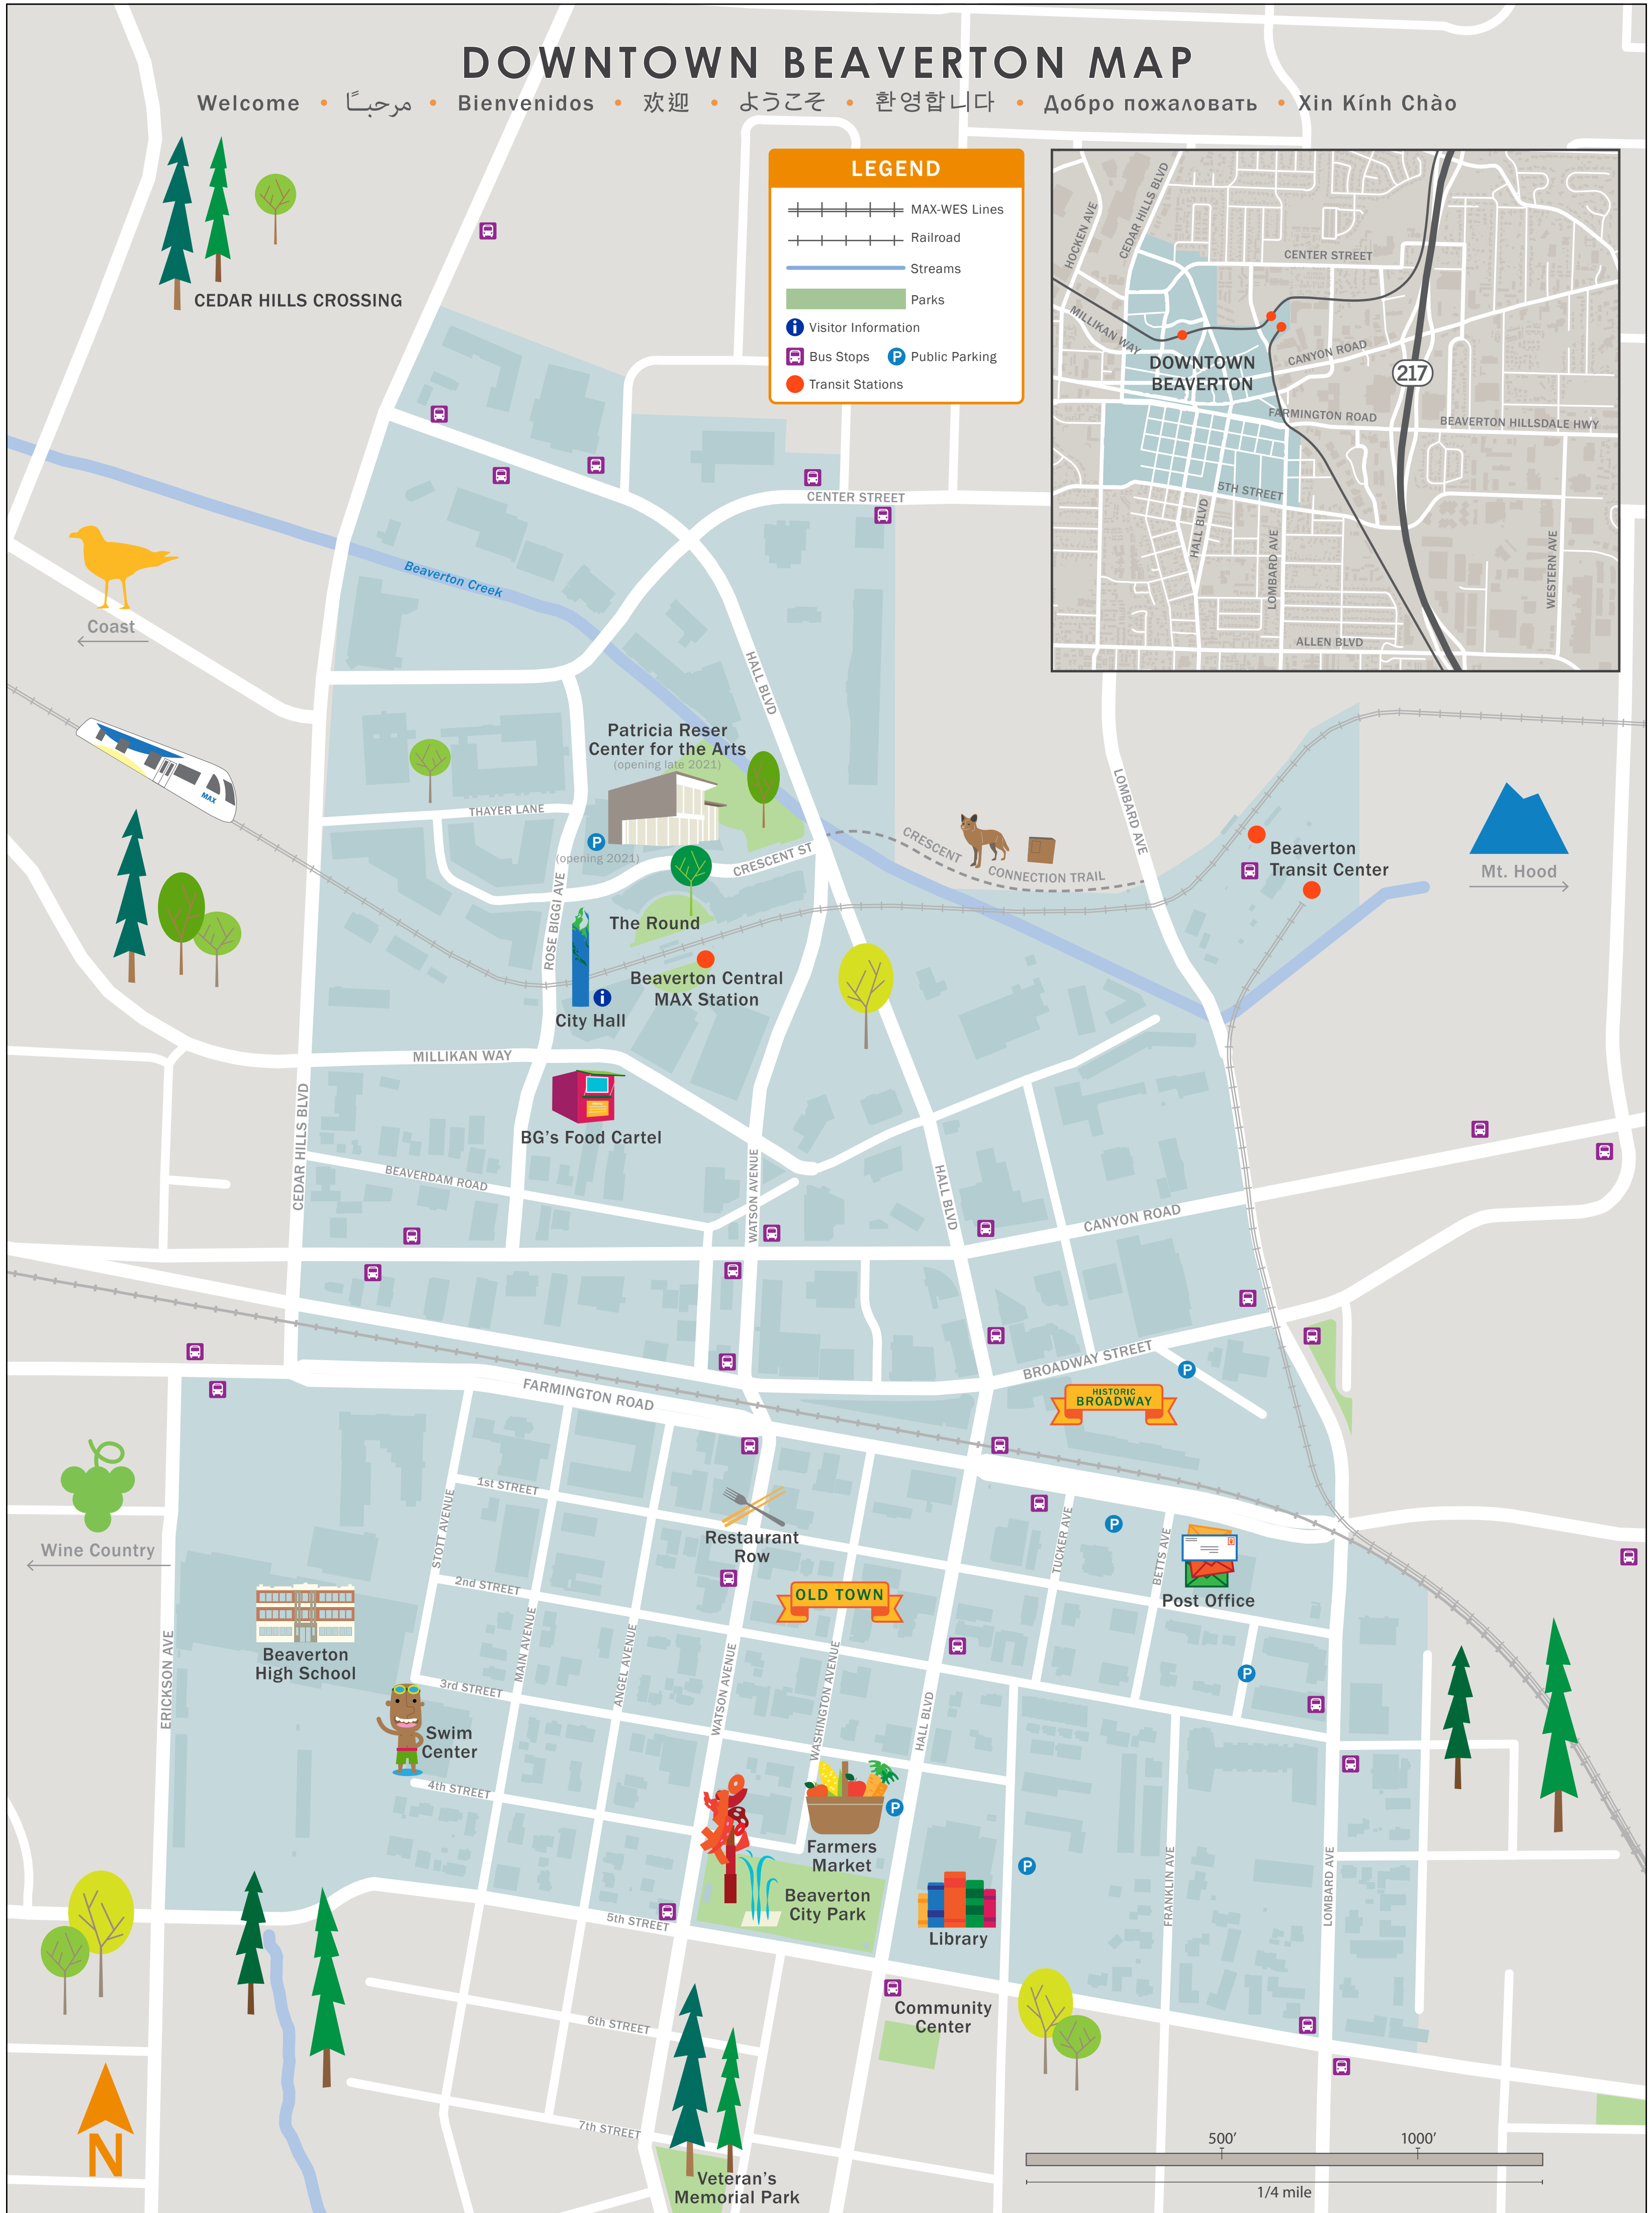 DOWNTOWN BEAVERTON MAP
Welcome • مرحباً • Bienvenidos • 欢迎 • ようこそ • 환영합니다 • Добро пожаловать • Xin Kính Chào
LEGEND
MAX-WES Lines
Railroad
Streams
Parks
Visitor Information
Bus Stops
P Public Parking
Transit Stations
HOCKEN AVE
CEDAR HILLS BLVD
CENTER STREET
MILLIKAN WAY
DOWNTOWN
BEAVERTON
CANYON ROAD
217
FARMINGTON ROAD
BEAVERTON HILLSDALE HWY
5TH STREET
HALL BLVD
LOMBARD AVE
WESTERN AVE
ALLEN BLVD
CEDAR HILLS CROSSING
CENTER STREET
Beaverton Creek
Coast
HALL BLVD
MAX
Patricia Reser
Center for the Arts
(opening late 2021)
THAYER LANE
P
(opening 2021)
CRESCENT ST
CRESCENT
CONNECTION TRAIL
LOMBARD AVE
Beaverton
Transit Center
Mt. Hood
ROSE BIGGI AVE
The Round
Beaverton Central
MAX Station
City Hall
MILLIKAN WAY
BG's Food Cartel
CEDAR HILLS BLVD
BEAVERDAM ROAD
WATSON AVENUE
HALL BLVD
CANYON ROAD
BROADWAY STREET
P
HISTORIC
BROADWAY
FARMINGTON ROAD
Wine Country
1st STREET
STOTT AVENUE
Restaurant
Row
TUCKER AVE
P
BETTS AVE
Post Office
2nd STREET
OLD TOWN
Beaverton
High School
ERICKSON AVE
MAIN AVENUE
ANGEL AVENUE
WATSON AVENUE
WASHINGTON AVENUE
HALL BLVD
P
3rd STREET
Swim
Center
4th STREET
P
Farmers
Market
P
Beaverton
City Park
Library
FRANKLIN AVE
LOMBARD AVE
5th STREET
Community
Center
6th STREET
7th STREET
N
Veteran's
Memorial Park
500′
1000′
1/4 mile